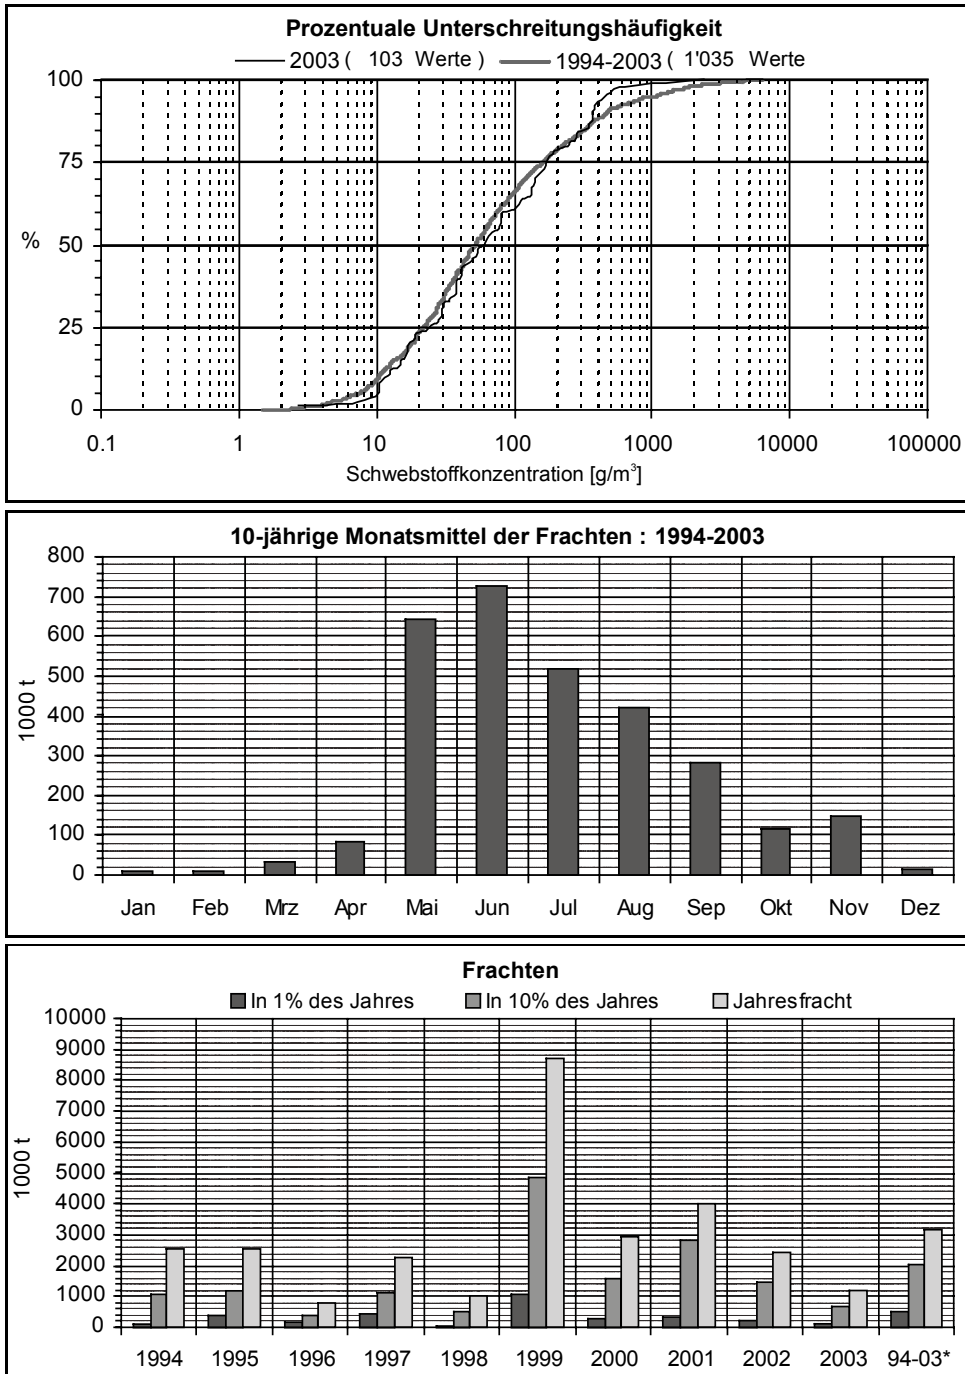 Prozentuale Unterschreitungshäufigkeit
2003 ( 103 Werte ) 1994-2003 ( 1'035 Werte
100
75
%
50
25
0
0.1 1 10 100 1000 10000 100000
Schwebstoffkonzentration [g/m³]
10-jährige Monatsmittel der Frachten : 1994-2003
800
700
600
500
1000 t
400
300
200
100
0
Jan Feb Mrz Apr Mai Jun Jul Aug Sep Okt Nov Dez
Frachten
In 1% des Jahres In 10% des Jahres Jahresfracht
10000
9000
8000
7000
6000
1000 t
5000
4000
3000
2000
1000
0
1994 1995 1996 1997 1998 1999 2000 2001 2002 2003 94-03*